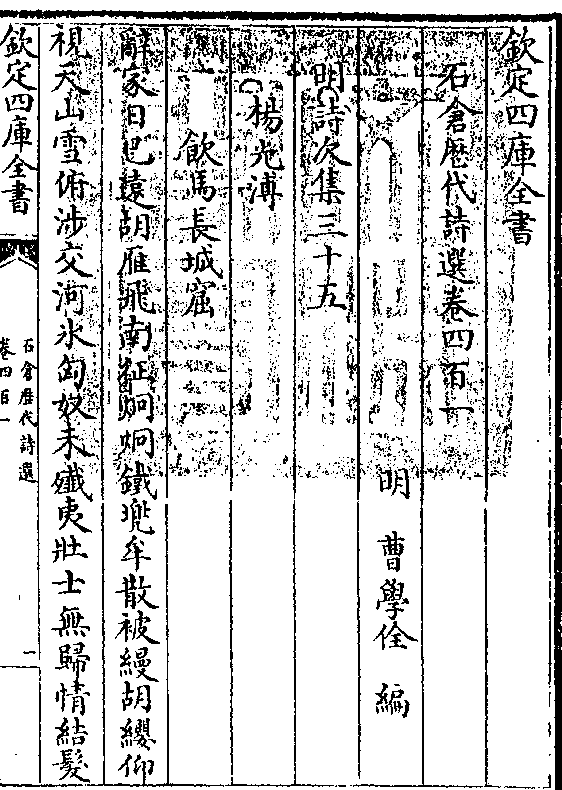 欽定四庫全書
石倉歴代詩選卷四百一
明 曹學佺 編
明詩次集三十五
楊光溥
飲馬長城窟
辭家日已遠胡雁飛南征炯炯鐵兜牟散被縵胡纓仰
視天山雪俯涉交河氷匈奴未殲夷壯士無歸情結髮
欽定四庫全書
石倉歴代詩選
卷四百一
一